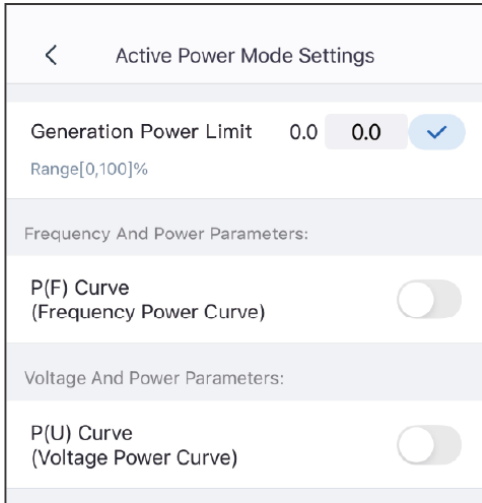 Active Power Mode Settings
Generation Power Limit 0.0 0.0
Range[0,100]%
Frequency And Power Parameters:
P(F) Curve
(Frequency Power Curve)
Voltage And Power Parameters:
P(U) Curve
(Voltage Power Curve)